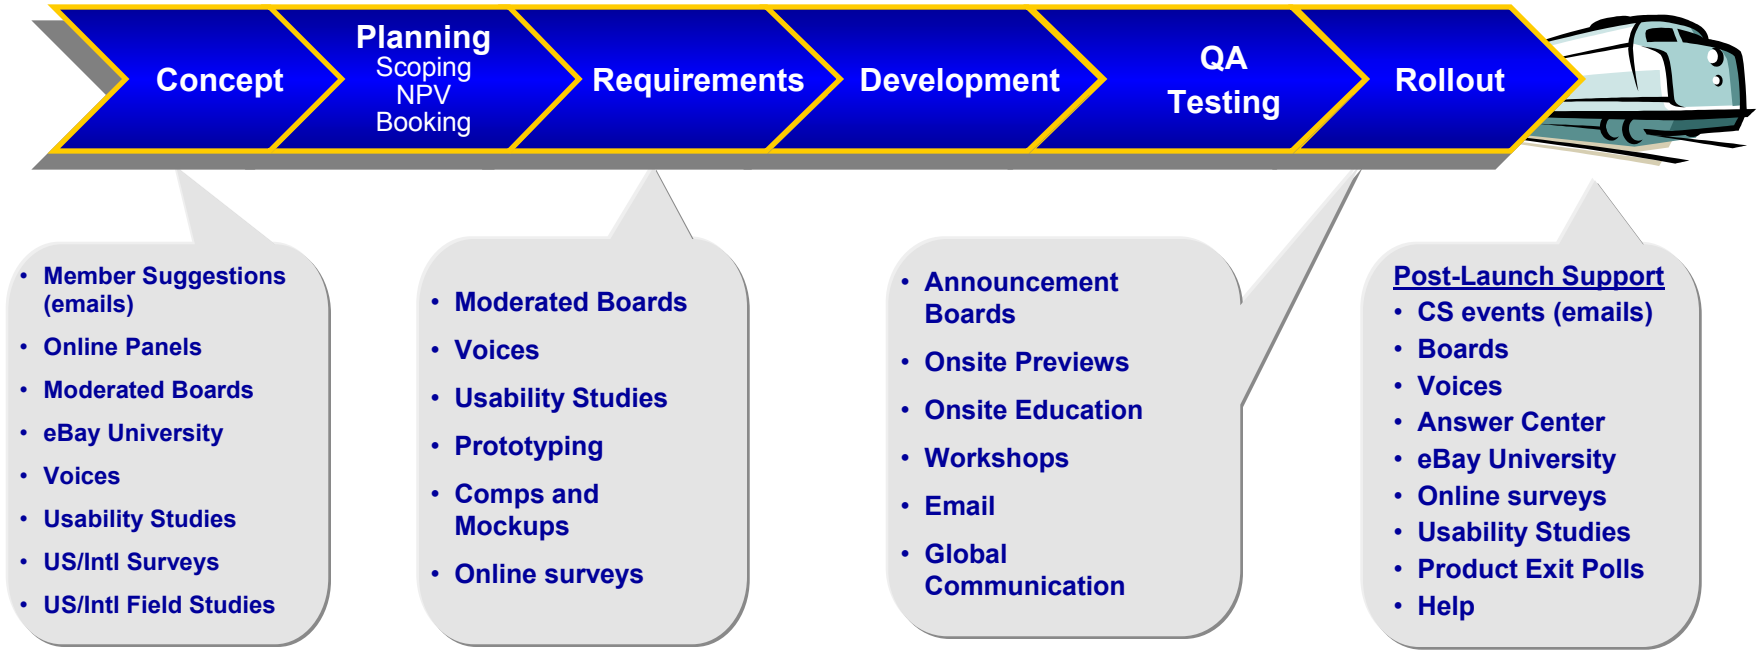 Concept
Planning
Scoping
NPV
Booking
Requirements
Development
QA
Testing
Rollout
• Member Suggestions
(emails)
• Online Panels
• Moderated Boards
• eBay University
• Voices
• Usability Studies
• US/Intl Surveys
• US/Intl Field Studies
• Moderated Boards
• Voices
• Usability Studies
• Prototyping
• Comps and
Mockups
• Online surveys
• Announcement
Boards
• Onsite Previews
• Onsite Education
• Workshops
• Email
• Global
Communication
Post-Launch Support
• CS events (emails)
• Boards
• Voices
• Answer Center
• eBay University
• Online surveys
• Usability Studies
• Product Exit Polls
• Help